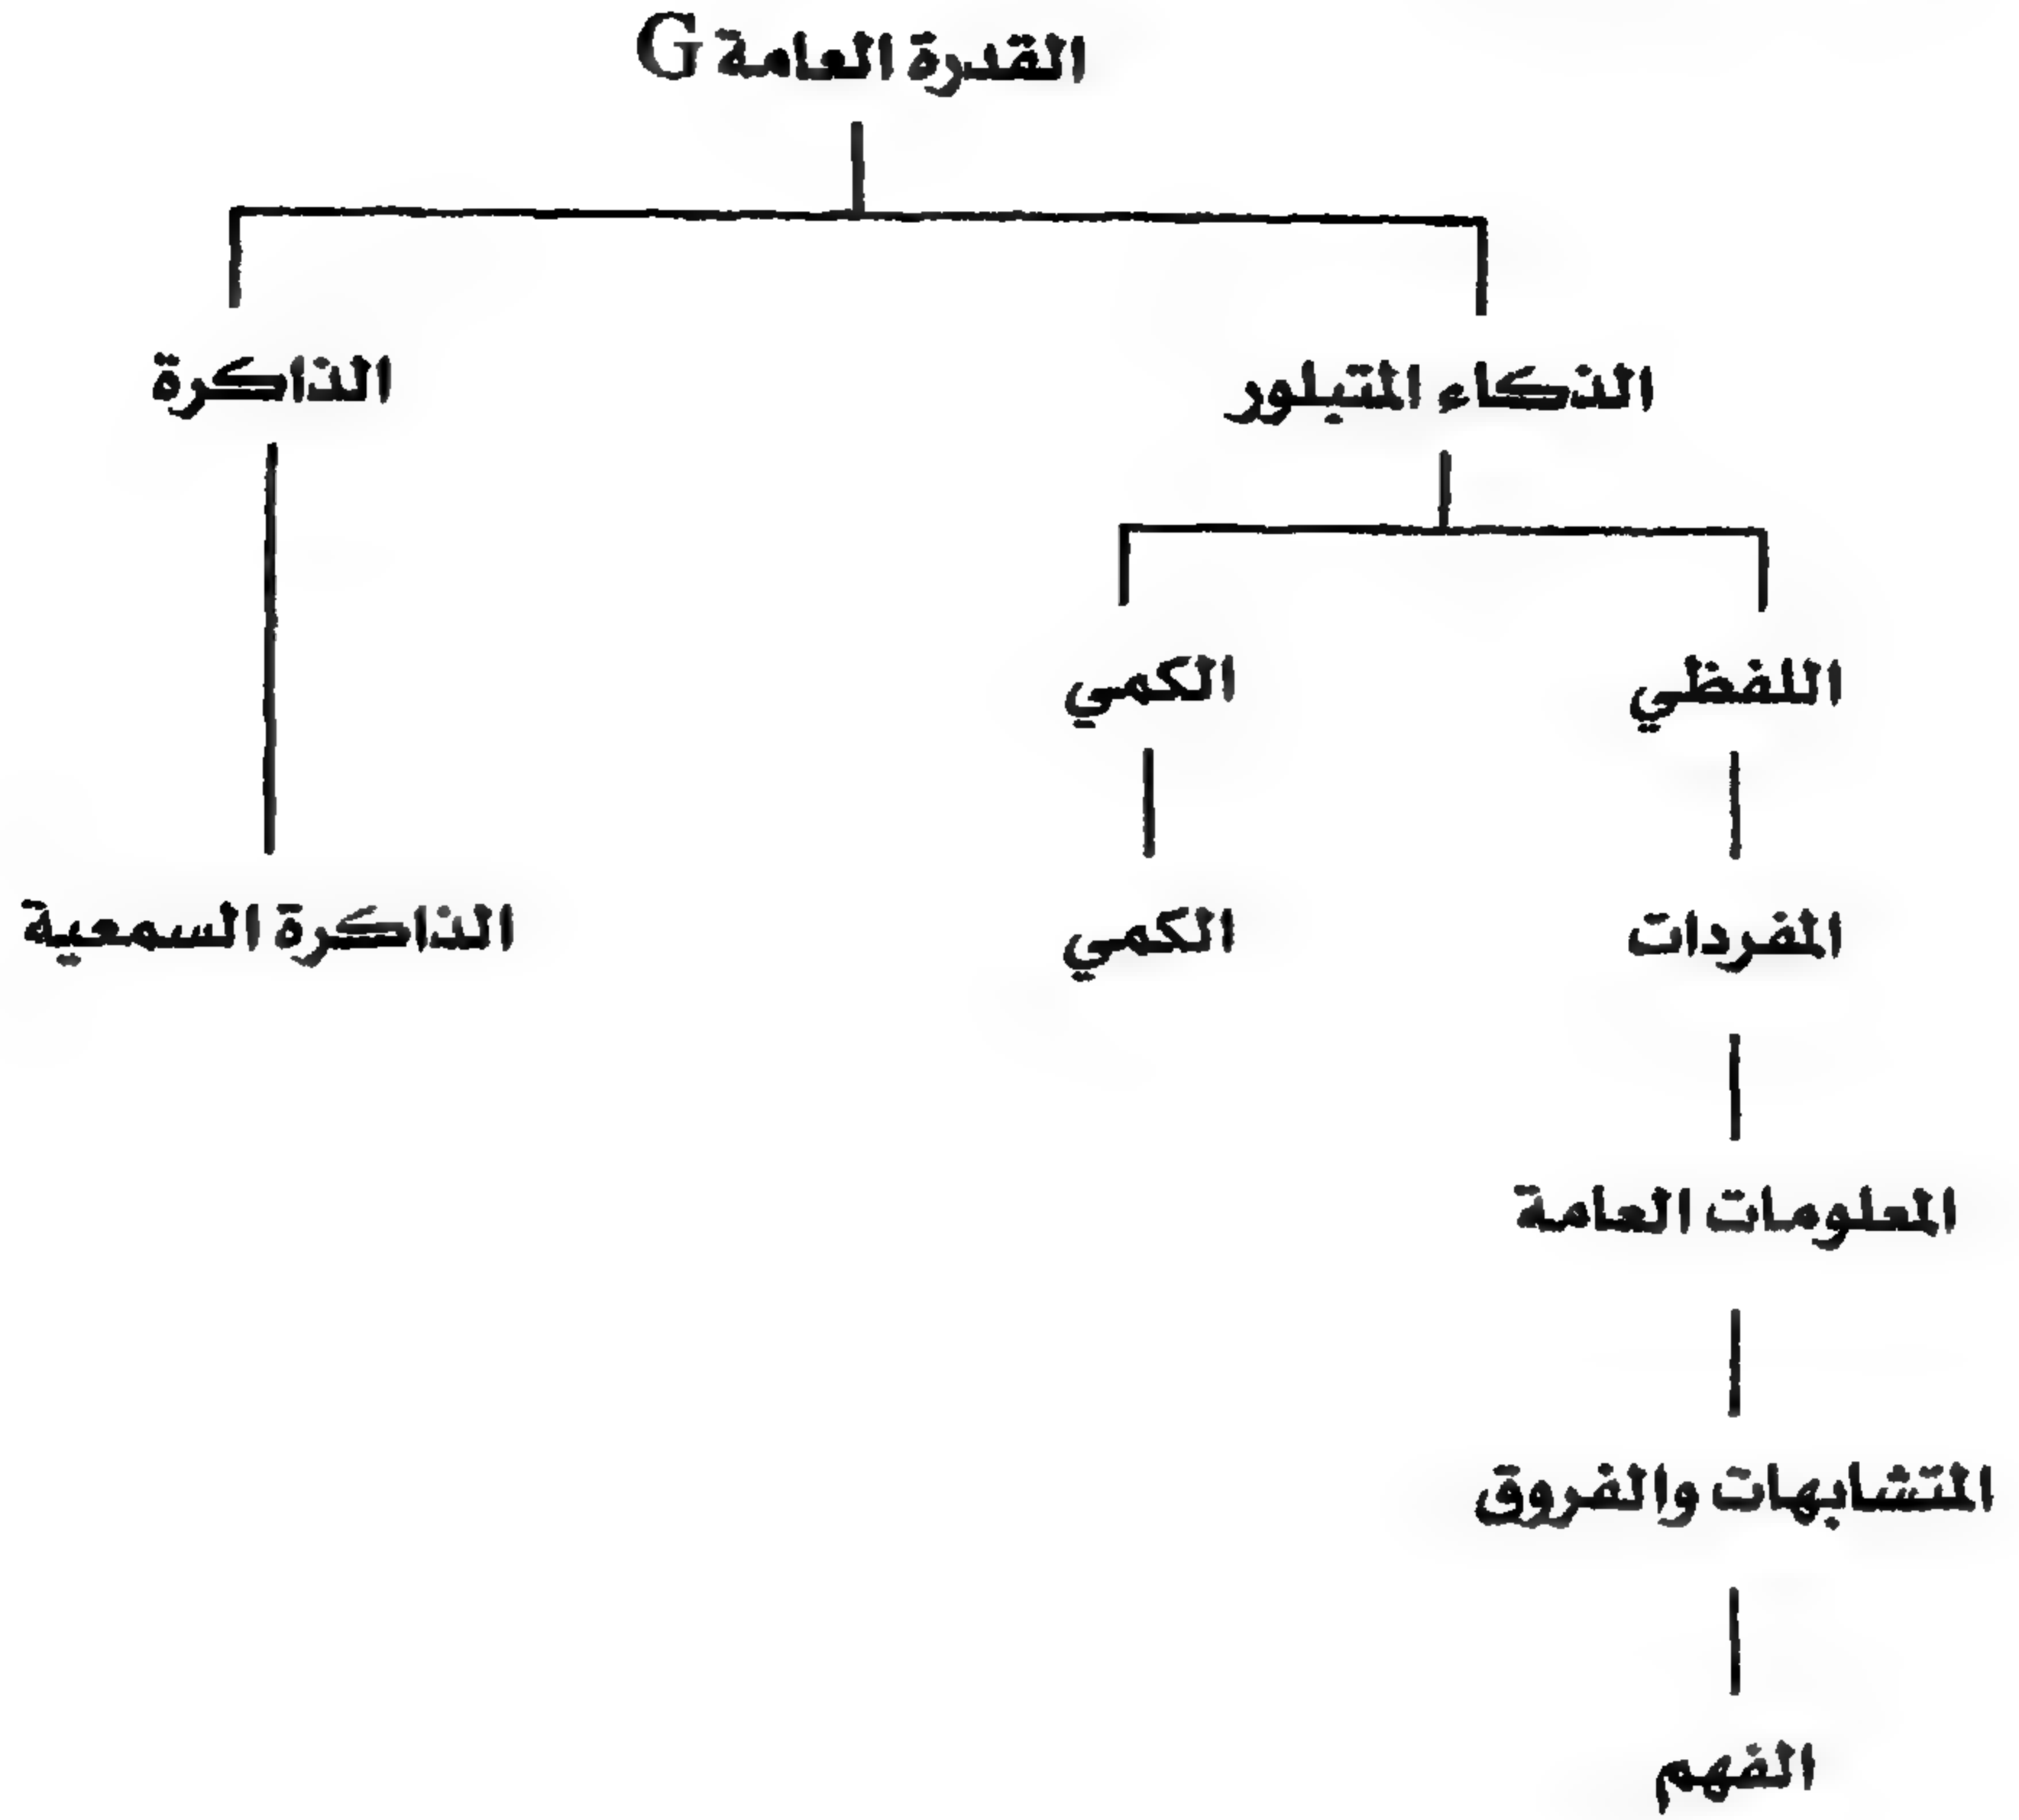 القدرة العامة G
الذكاء المتبلور
الذاكرة
اللفظي
الكمي
المفردات
الكمي
الذاكرة السمعية
المعلومات العامة
المتشابهات والفروق
الفهم